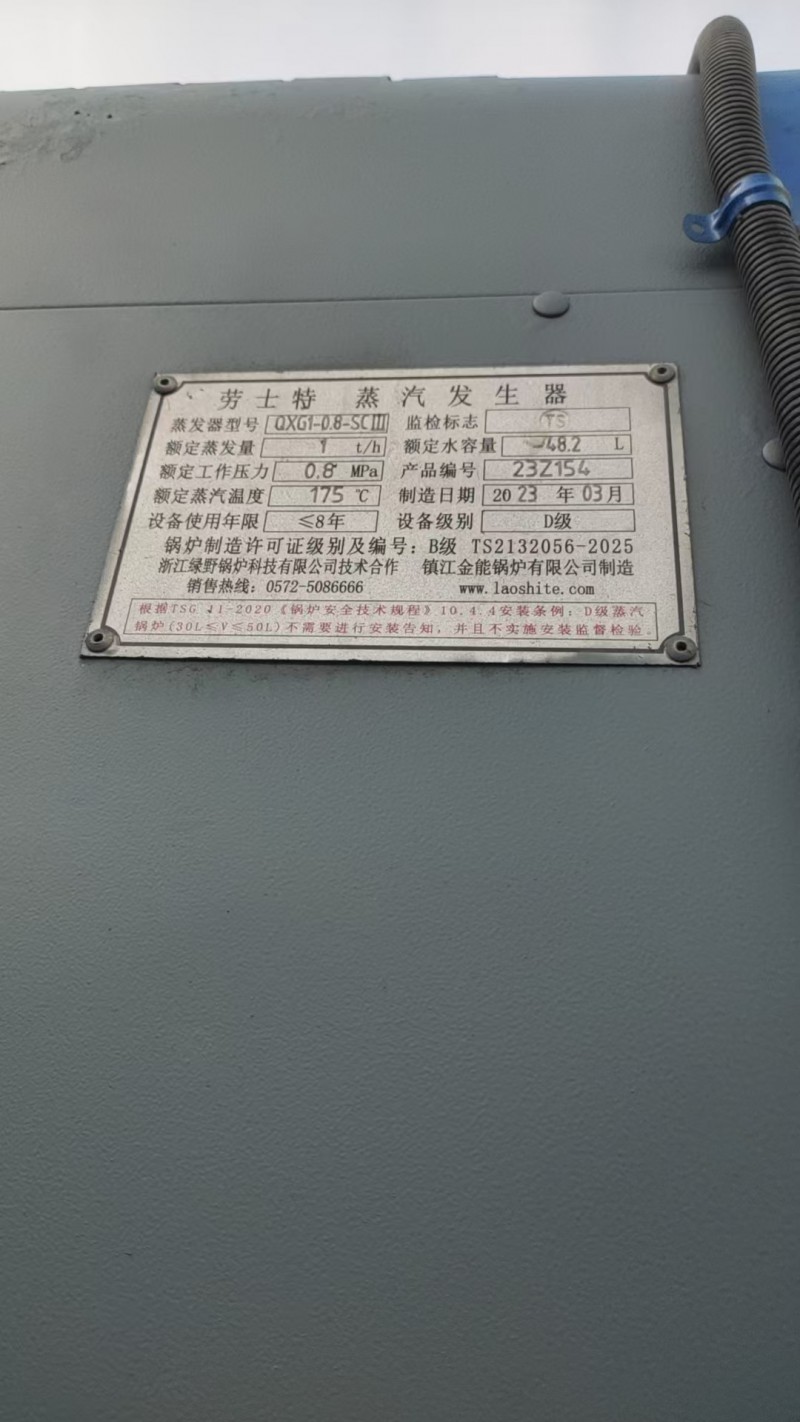 劳士特 蒸汽发生器
蒸发器型号 QXG1-0.8-SCⅢ 监检标志 TS
额定蒸发量 1 t/h 额定水容量 48.2 L
额定工作压力 0.8 MPa 产品编号 23Z154
额定蒸汽温度 175 ℃ 制造日期 2023 年 03 月
设备使用年限 ≤8年 设备级别 D级
锅炉制造许可证级别及编号：B级 TS2132056-2025
浙江绿野锅炉科技有限公司技术合作 镇江金能锅炉有限公司制造
销售热线：0572-5086666 www.laoshite.com
根据TSG 11-2020《锅炉安全技术规程》10.4.4安装条例：D级蒸汽
锅炉(30L≤V≤50L)不需要进行安装告知，并且不实施安装监督检验。